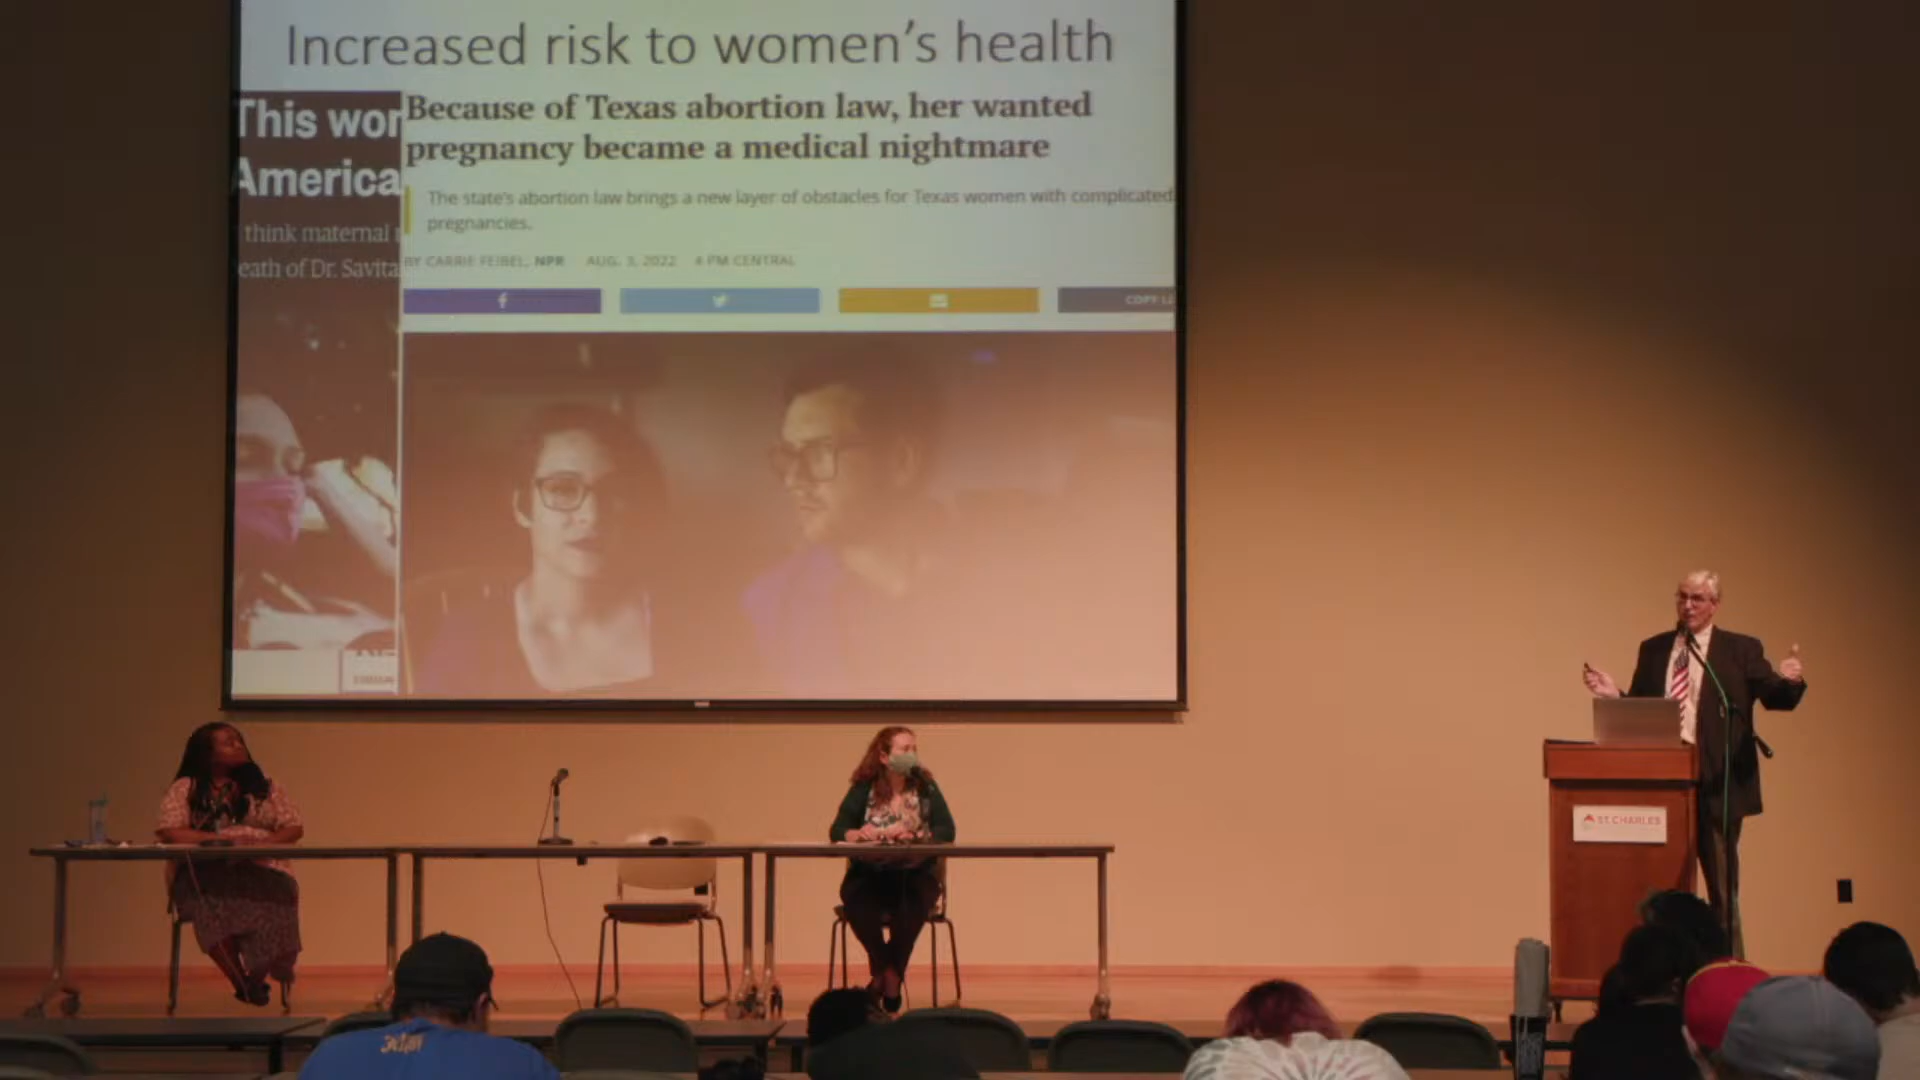 Increased risk to women's health
This wor
America
think maternal
eath of Dr. Savita
Because of Texas abortion law, her wanted
pregnancy became a medical nightmare
The state's abortion law brings a new layer of obstacles for Texas women with complicated
pregnancies.
BY CARRIE FEIBEL, NPR AUG. 3, 2022 4 PM CENTRAL
f
COPY LI
ST. CHARLES